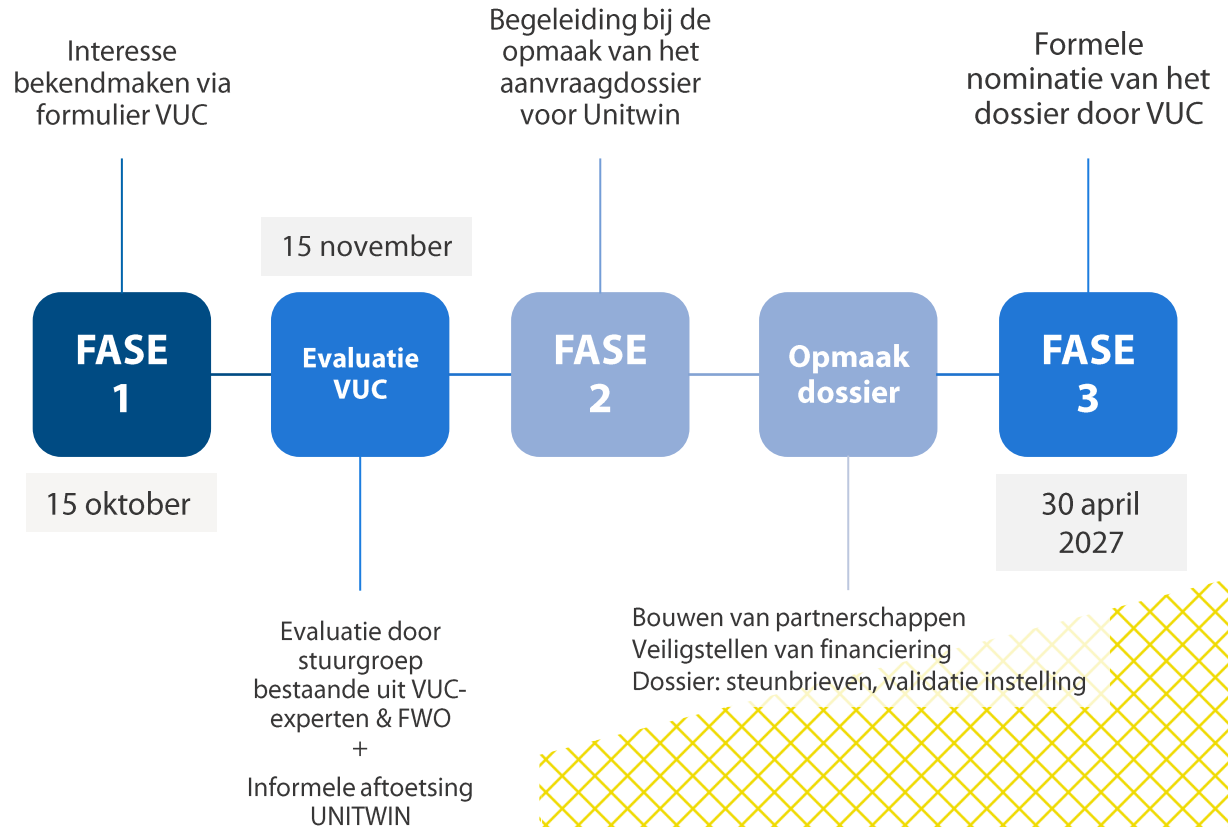 Interesse
bekendmaken via
formulier VUC
Begeleiding bij de
opmaak van het
aanvraagdossier
voor Unitwin
Formele
nominatie van het
dossier door VUC
15 november
FASE
1
Evaluatie
VUC
FASE
2
Opmaak
dossier
FASE
3
15 oktober
30 april
2027
Evaluatie door
stuurgroep
bestaande uit VUC-
experten & FWO
+
Informele aftoetsing
UNITWIN
Bouwen van partnerschappen
Veiligstellen van financiering
Dossier: steunbrieven, validatie instelling